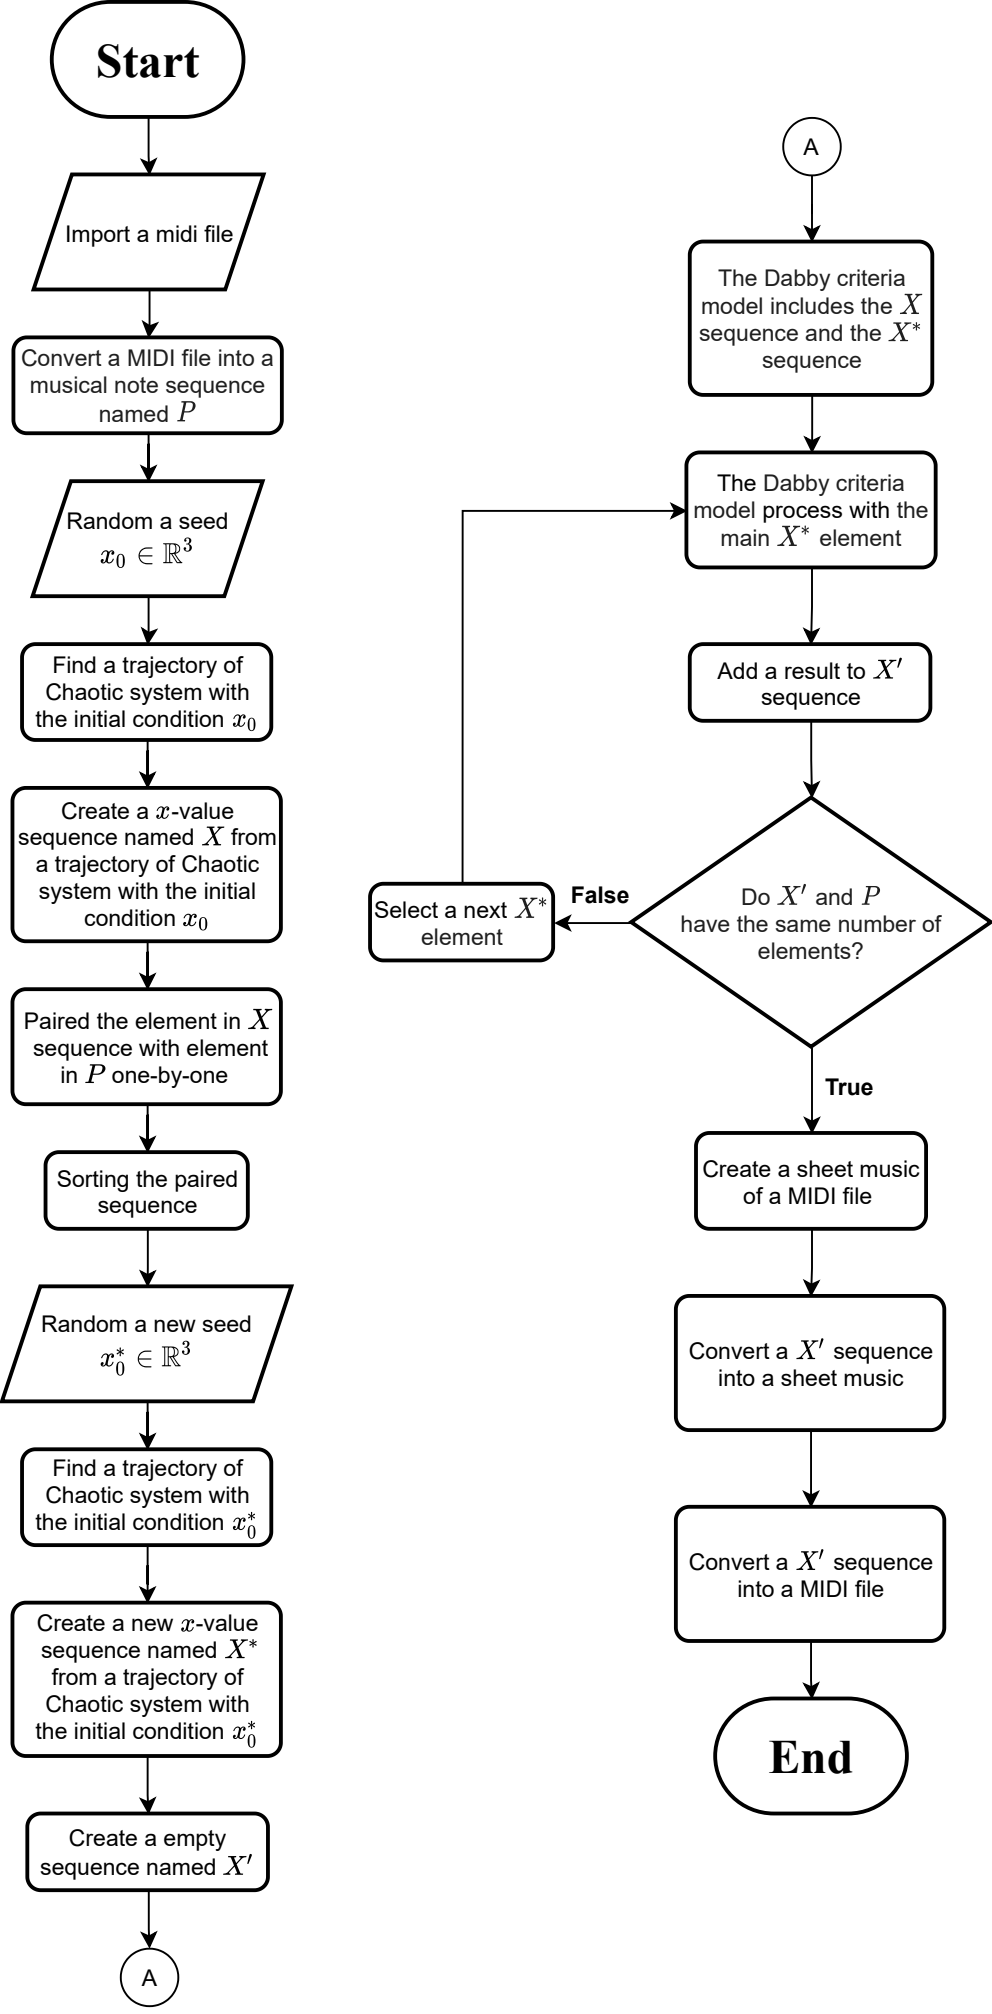 Start
Import a midi file
Convert a MIDI file into a
musical note sequence
named P
Random a seed
x₀ ∈ ℝ³
Find a trajectory of
Chaotic system with
the initial condition x₀
Create a x-value
sequence named X from
a trajectory of Chaotic
system with the initial
condition x₀
Paired the element in X
sequence with element
in P one-by-one
Sorting the paired
sequence
Random a new seed
x₀* ∈ ℝ³
Find a trajectory of
Chaotic system with
the initial condition x₀*
Create a new x-value
sequence named X*
from a trajectory of
Chaotic system with
the initial condition x₀*
Create a empty
sequence named X′
A
A
The Dabby criteria
model includes the X
sequence and the X*
sequence
The Dabby criteria
model process with the
main X* element
Add a result to X′
sequence
Do X′ and P
have the same number of
elements?
False
Select a next X*
element
True
Create a sheet music
of a MIDI file
Convert a X′ sequence
into a sheet music
Convert a X′ sequence
into a MIDI file
End